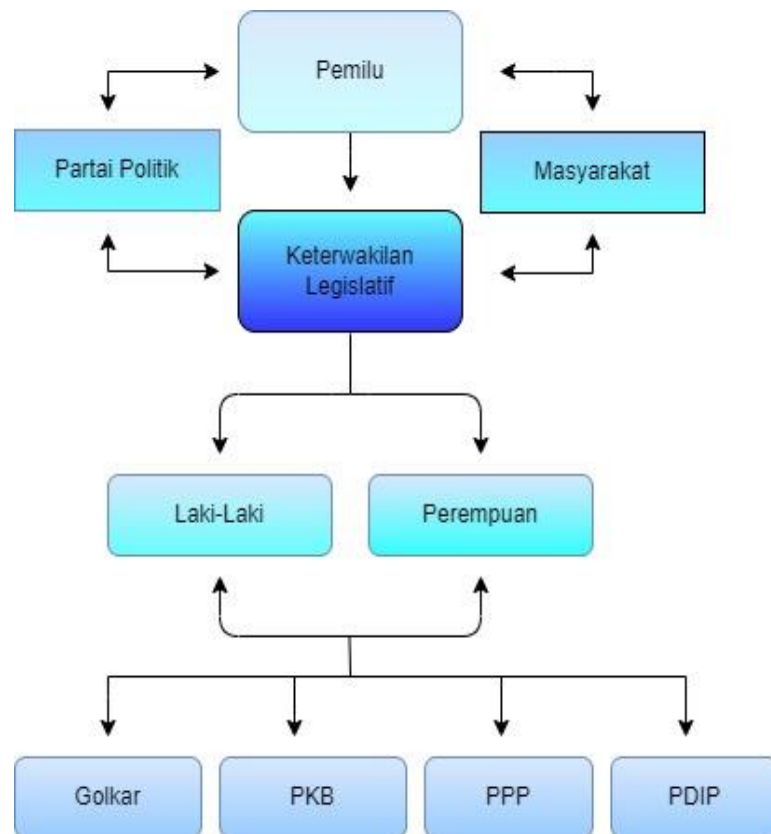 Pemilu
Partai Politik
Masyarakat
Keterwakilan
Legislatif
Laki-Laki
Perempuan
Golkar
PKB
PPP
PDIP